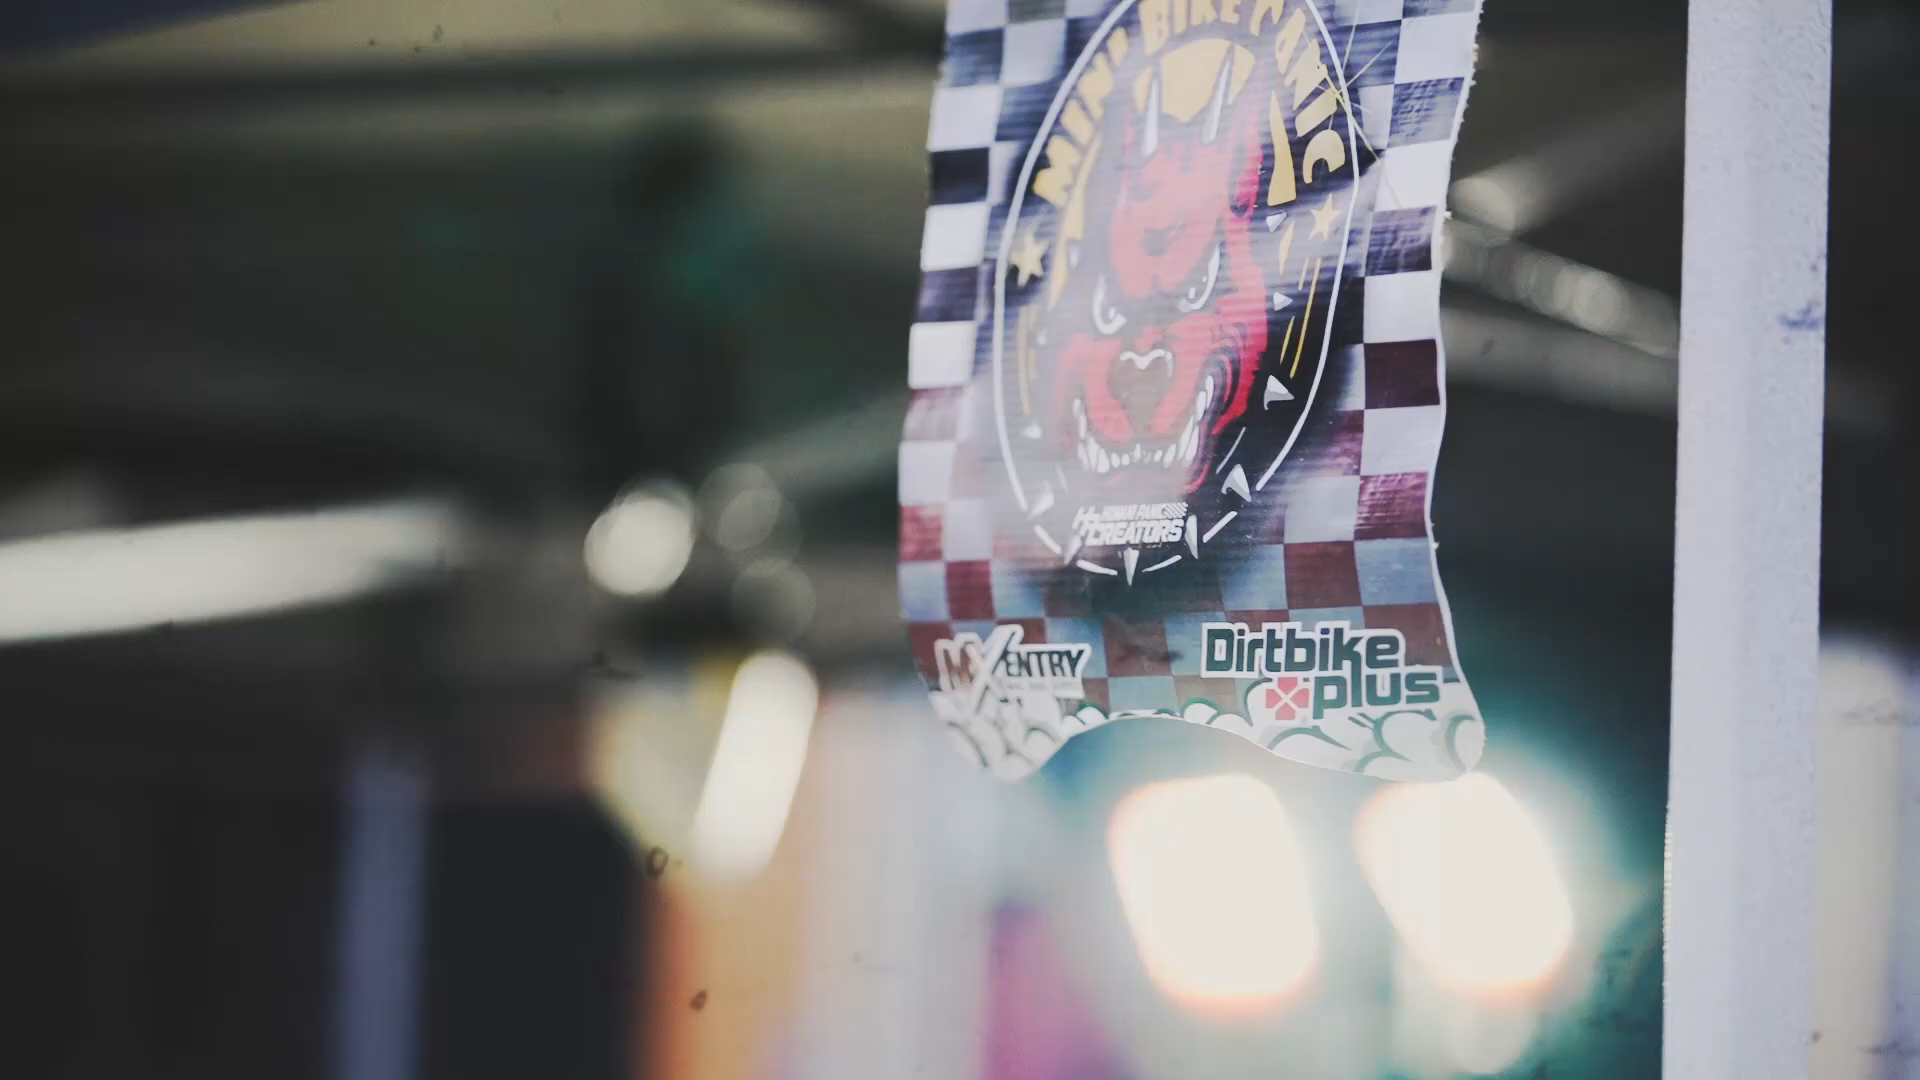 MINI BIKE PANIC
CREATORS
MX ENTRY
Dirtbike
plus